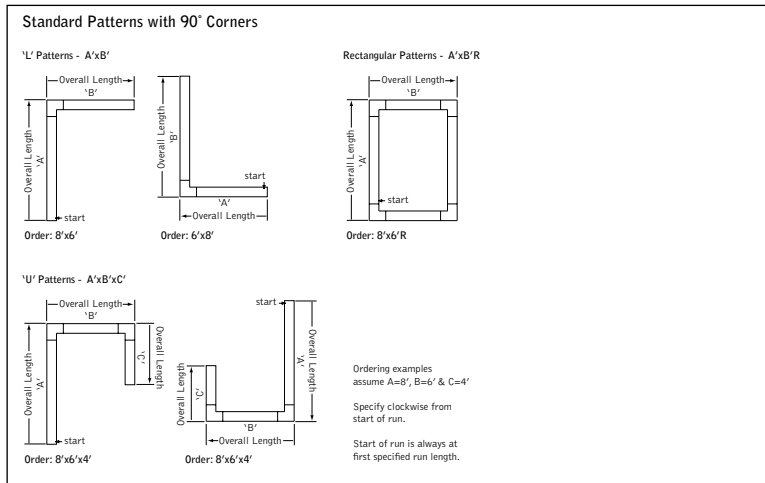 Standard Patterns with 90° Corners
‘L’ Patterns - A’xB’
Overall Length
‘B’
Overall Length
‘A’
start
Order: 8’x6’
Overall Length
‘B’
start
‘A’
Overall Length
Order: 6’x8’
Rectangular Patterns - A’xB’R
Overall Length
‘B’
Overall Length
‘A’
start
Order: 8’x6’R
‘U’ Patterns - A’xB’xC’
Overall Length
‘B’
Overall Length
‘A’
Overall Length
‘C’
start
Order: 8’x6’x4’
start
Overall Length
‘A’
Overall Length
‘C’
‘B’
Overall Length
Order: 8’x6’x4’
Ordering examples
assume A=8’, B=6’ & C=4’
Specify clockwise from
start of run.
Start of run is always at
first specified run length.